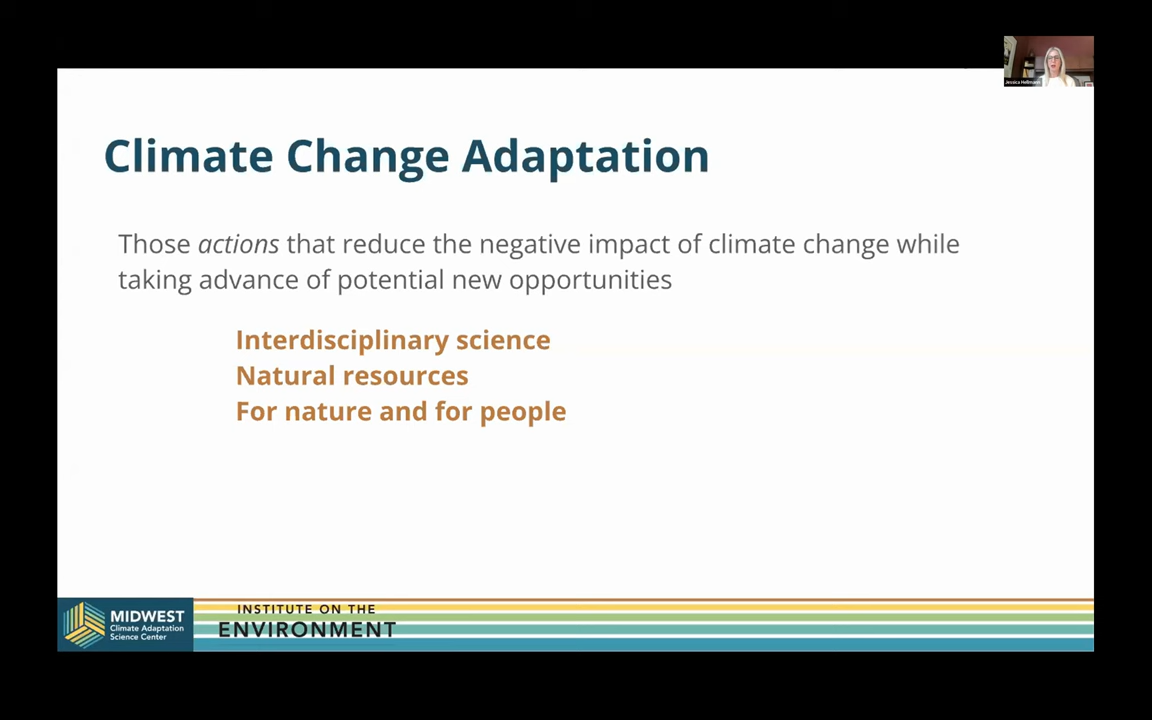 Jessica Hellmann
Climate Change Adaptation
Those actions that reduce the negative impact of climate change while
taking advance of potential new opportunities
Interdisciplinary science
Natural resources
For nature and for people
MIDWEST
Climate Adaptation
Science Center
INSTITUTE ON THE
ENVIRONMENT